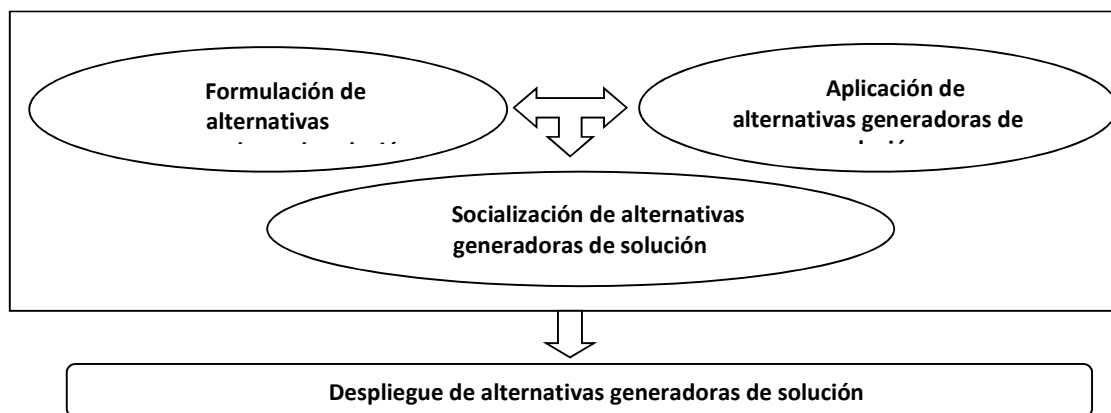 Formulación de
alternativas
Aplicación de
alternativas generadoras de
Socialización de alternativas
generadoras de solución
Despliegue de alternativas generadoras de solución